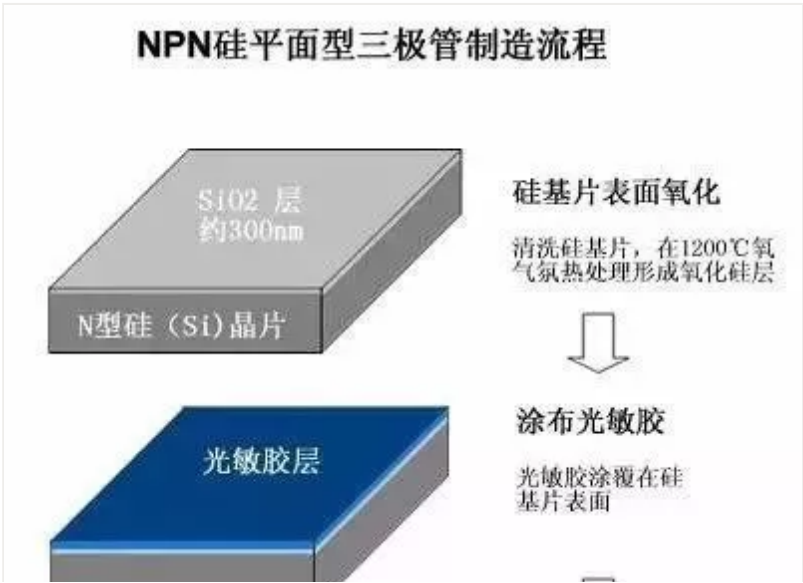 NPN硅平面型三极管制造流程
SiO2 层
约300nm
N型硅（Si)晶片
硅基片表面氧化
清洗硅基片，在1200℃氧
气氛热处理形成氧化硅层
光敏胶层
涂布光敏胶
光敏胶涂覆在硅
基片表面